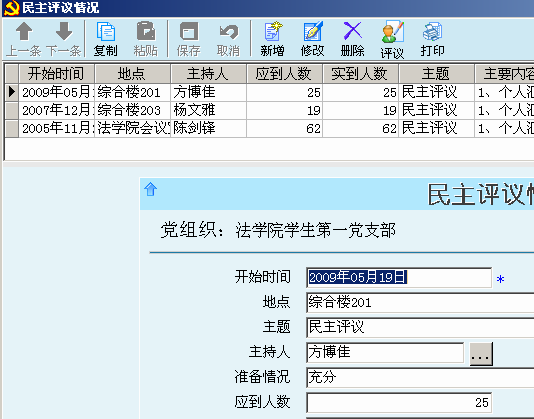 民主评议情况
上一条 下一条 复制 粘贴 保存 取消 新增 修改 删除 评议 打印
开始时间 地点 主持人 应到人数 实到人数 主题 主要内容
2009年05月 综合楼201 方博佳 25 25 民主评议 1、个人汇
2007年12月 综合楼203 杨文雅 19 19 民主评议 1、个人汇
2005年11月 法学院会议室 陈剑锋 62 62 民主评议 1、个人汇
民主评议情
党组织：法学院学生第一党支部
开始时间 2009年05月19日 *
地点 综合楼201
主题 民主评议
主持人 方博佳 ...
准备情况 充分
应到人数 25